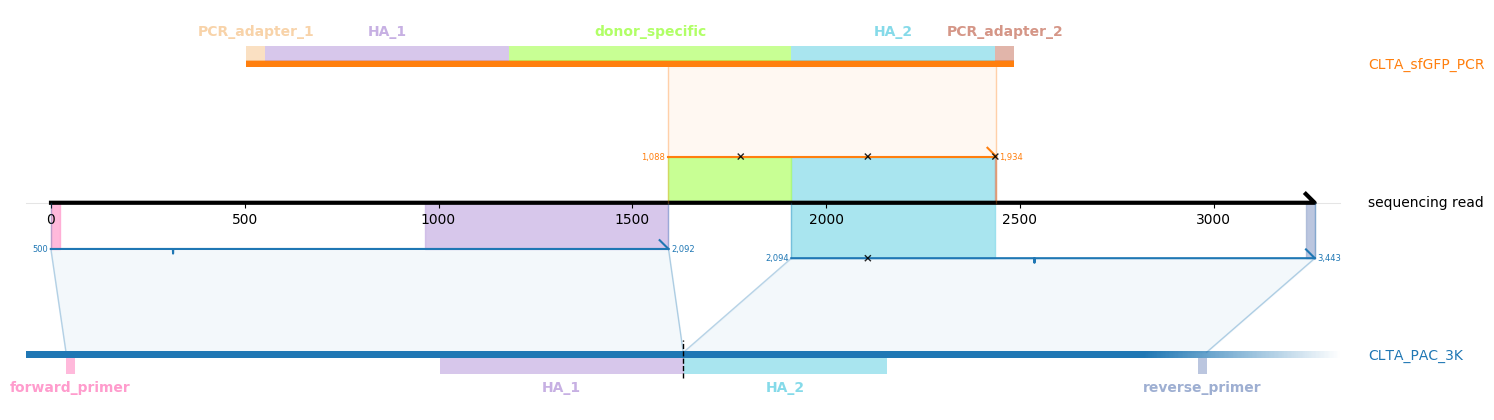 PCR_adapter_1 HA_1 donor_specific HA_2 PCR_adapter_2
CLTA_sfGFP_PCR
1,088 1,934
sequencing read
0 500 1000 1500 2000 2500 3000
500 2,092
2,094 3,443
CLTA_PAC_3K
forward_primer HA_1 HA_2 reverse_primer